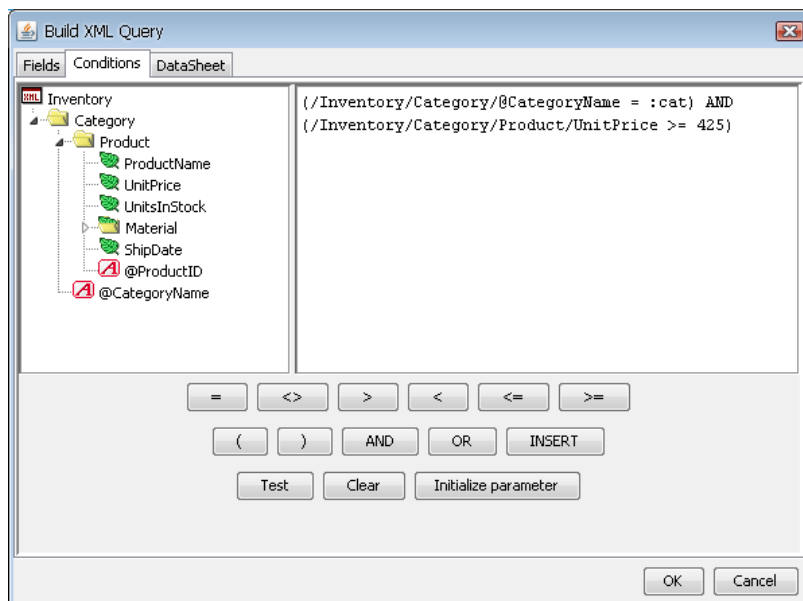 Build XML Query
Fields Conditions DataSheet
XML Inventory
Category
Product
ProductName
UnitPrice
UnitsInStock
Material
ShipDate
A @ProductID
A @CategoryName
(/Inventory/Category/@CategoryName = :cat) AND
(/Inventory/Category/Product/UnitPrice >= 425)
= <> > < <= >=
( ) AND OR INSERT
Test Clear Initialize parameter
OK Cancel